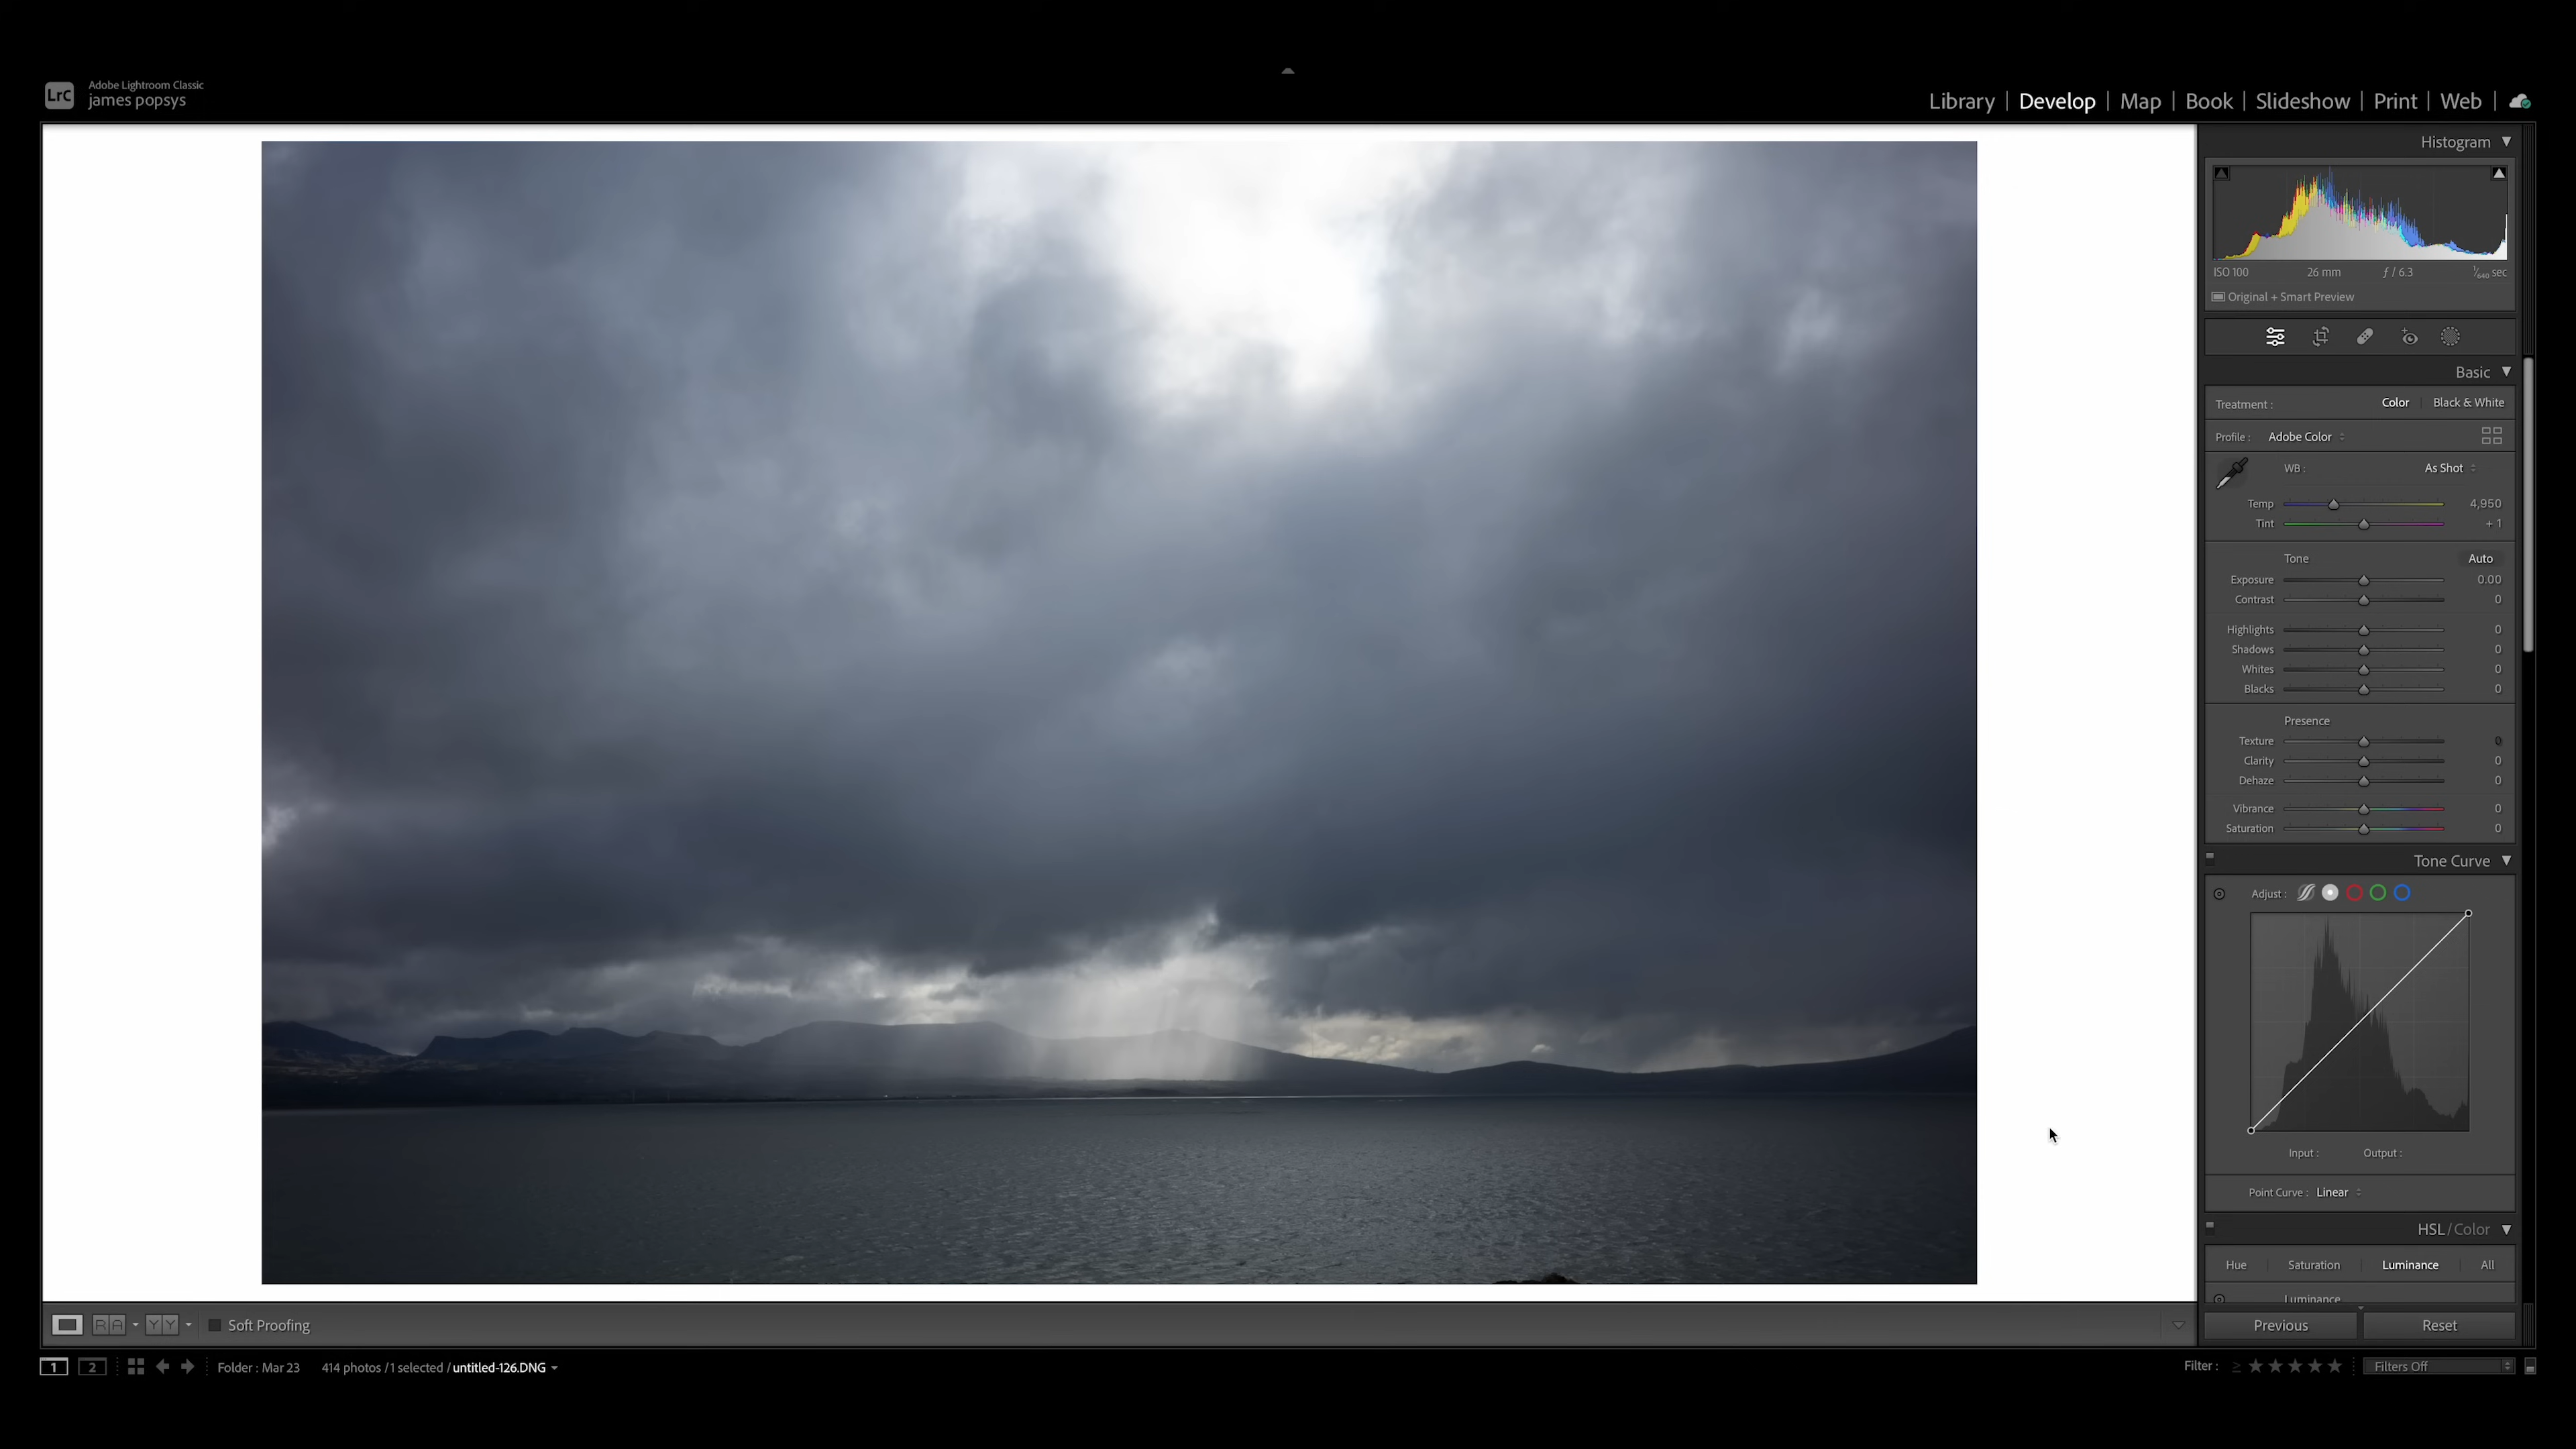 LrC
Adobe Lightroom Classic
james popsys
Library | Develop | Map | Book | Slideshow | Print | Web
Histogram
ISO 100 26 mm ƒ / 6.3 1/640 sec
Original + Smart Preview
Basic
Treatment : Color Black & White
Profile : Adobe Color
WB : As Shot
Temp 4,950
Tint + 1
Tone Auto
Exposure 0.00
Contrast 0
Highlights 0
Shadows 0
Whites 0
Blacks 0
Presence
Texture 0
Clarity 0
Dehaze 0
Vibrance 0
Saturation 0
Tone Curve
Adjust :
Input : Output :
Point Curve : Linear
HSL / Color
Hue Saturation Luminance All
Luminance
R A Y Y Soft Proofing
Previous Reset
1 2 Folder : Mar 23 414 photos / 1 selected / untitled-126.DNG
Filter : ≥ ★★★★★ Filters Off